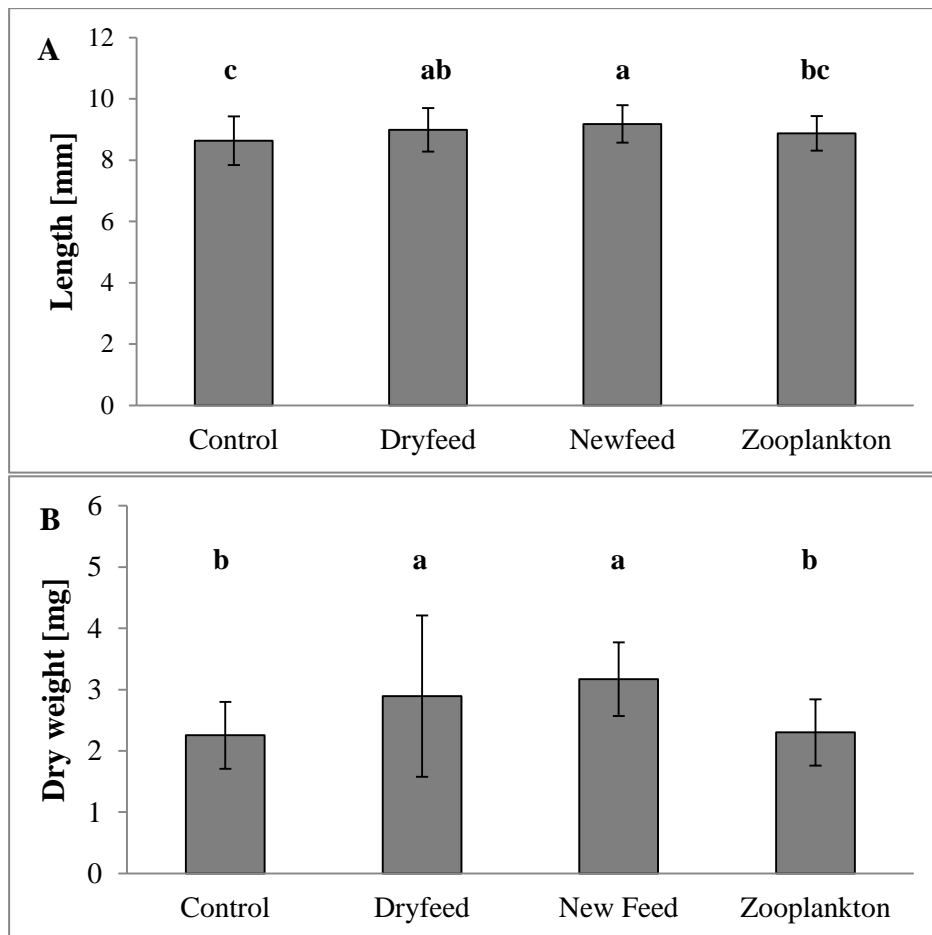 A
Length [mm]
12
10
8
6
4
2
0
c
ab
a
bc
Control
Dryfeed
Newfeed
Zooplankton
B
Dry weight [mg]
6
5
4
3
2
1
0
b
a
a
b
Control
Dryfeed
New Feed
Zooplankton